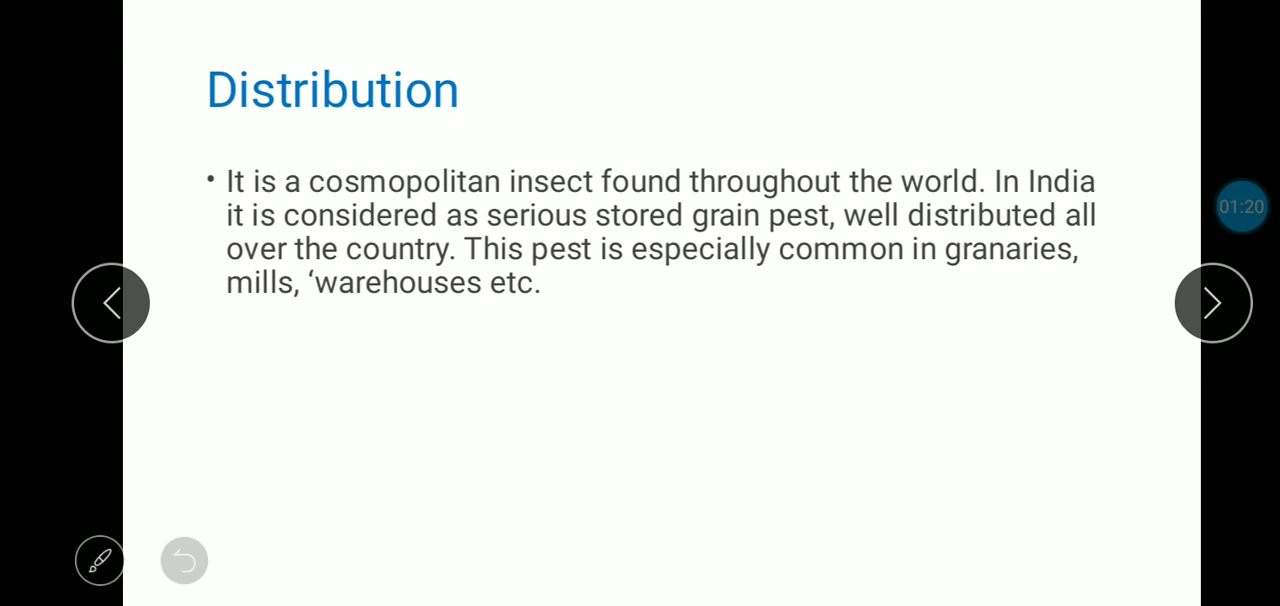 Distribution
• It is a cosmopolitan insect found throughout the world. In India
it is considered as serious stored grain pest, well distributed all
over the country. This pest is especially common in granaries,
mills, ‘warehouses etc.
01:20